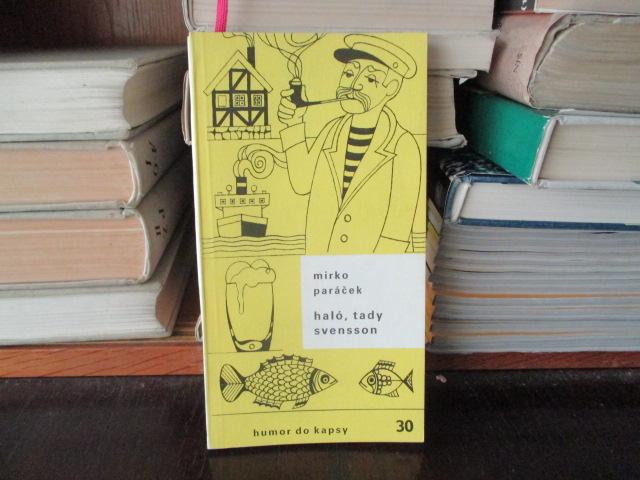 mirko
paráček
haló, tady
svensson
humor do kapsy
30